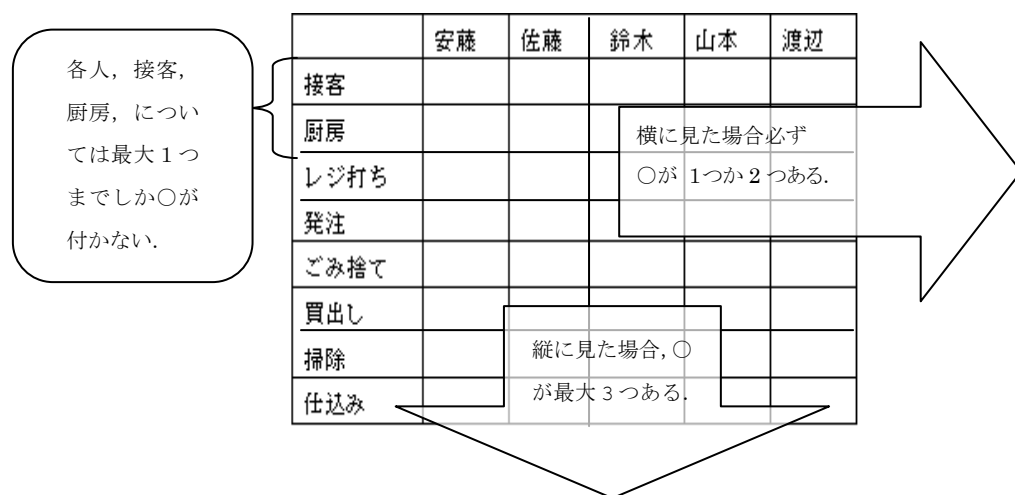 各人，接客，
厨房，につい
ては最大1つ
までしか○が
付かない．
安藤 佐藤 鈴木 山本 渡辺
接客
厨房
レジ打ち
発注
ごみ捨て
買出し
掃除
仕込み
横に見た場合必ず
○が 1つか2つある．
縦に見た場合，○
が最大3つある．